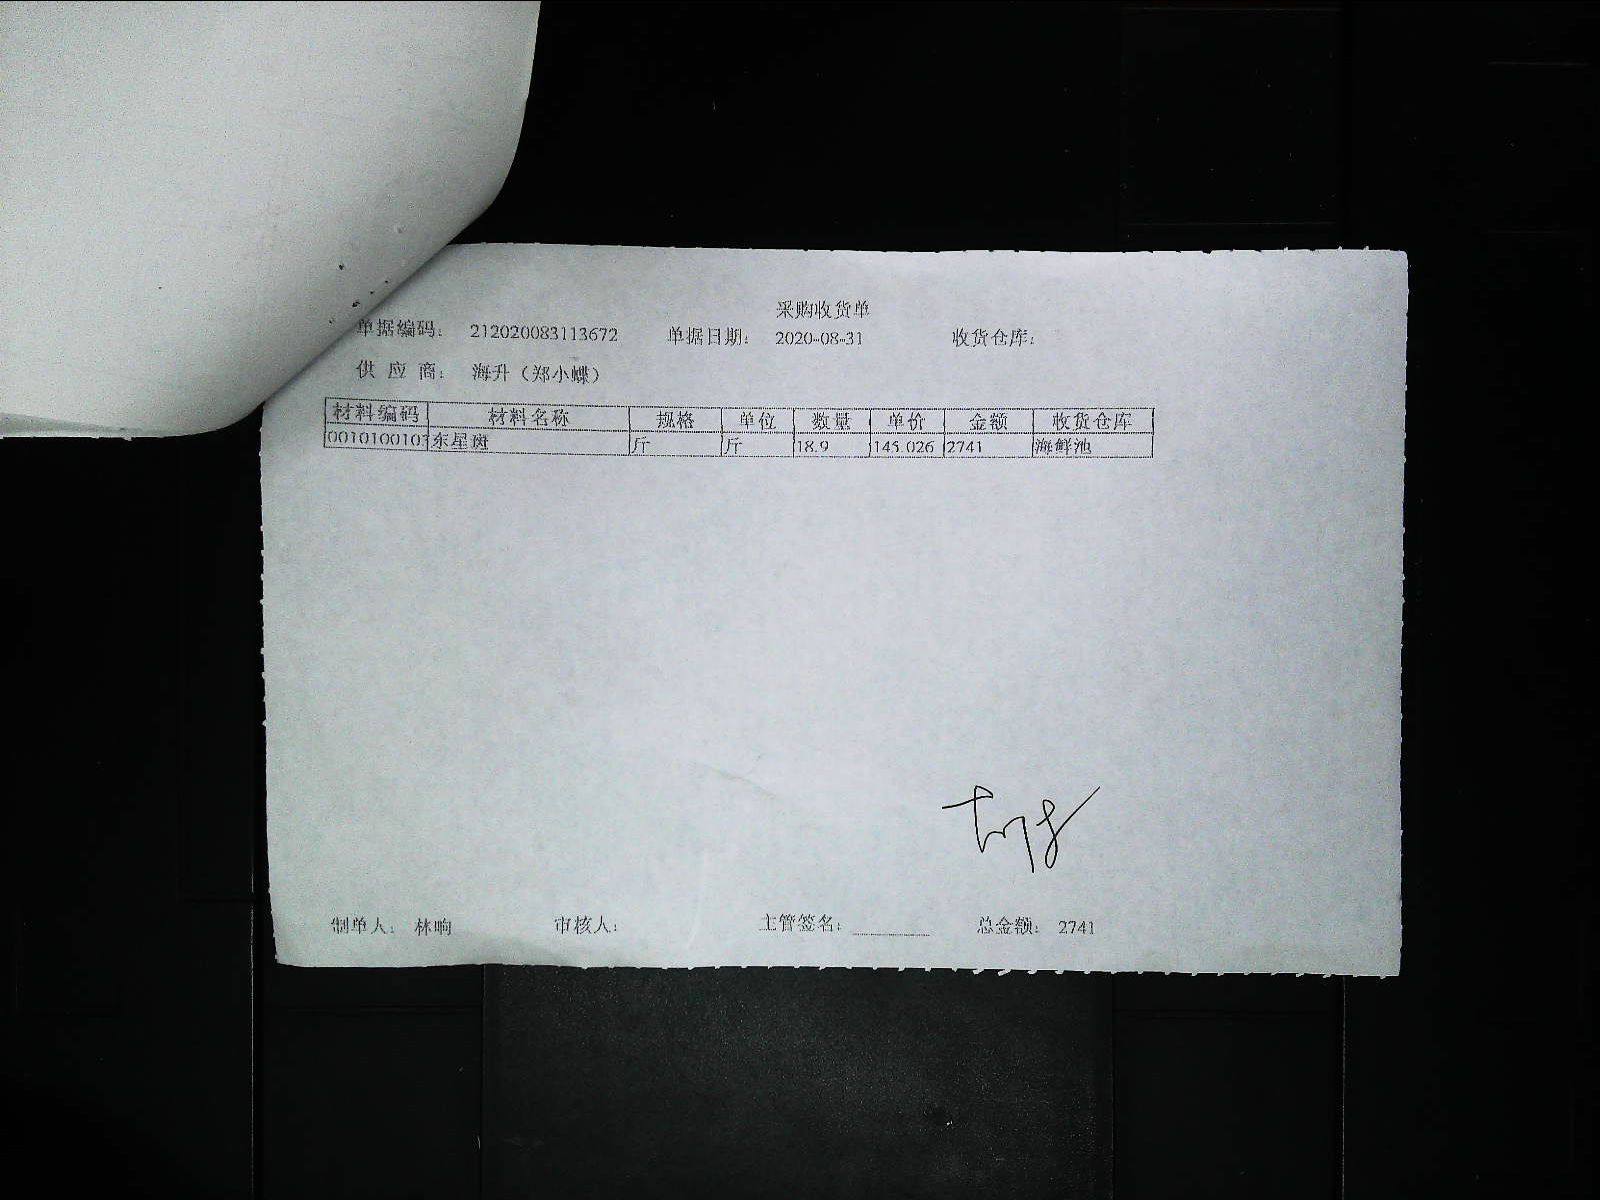 采购收货单
单据编码： 212020083113672 单据日期： 2020-08-31 收货仓库：
供应商： 海升（郑小蝶）
材料编码 材料名称 规格 单位 数量 单价 金额 收货仓库
0010100103 东星斑 斤 斤 18.9 145.026 2741 海鲜池
制单人： 林晌 审核人： 主管签名： 总金额： 2741